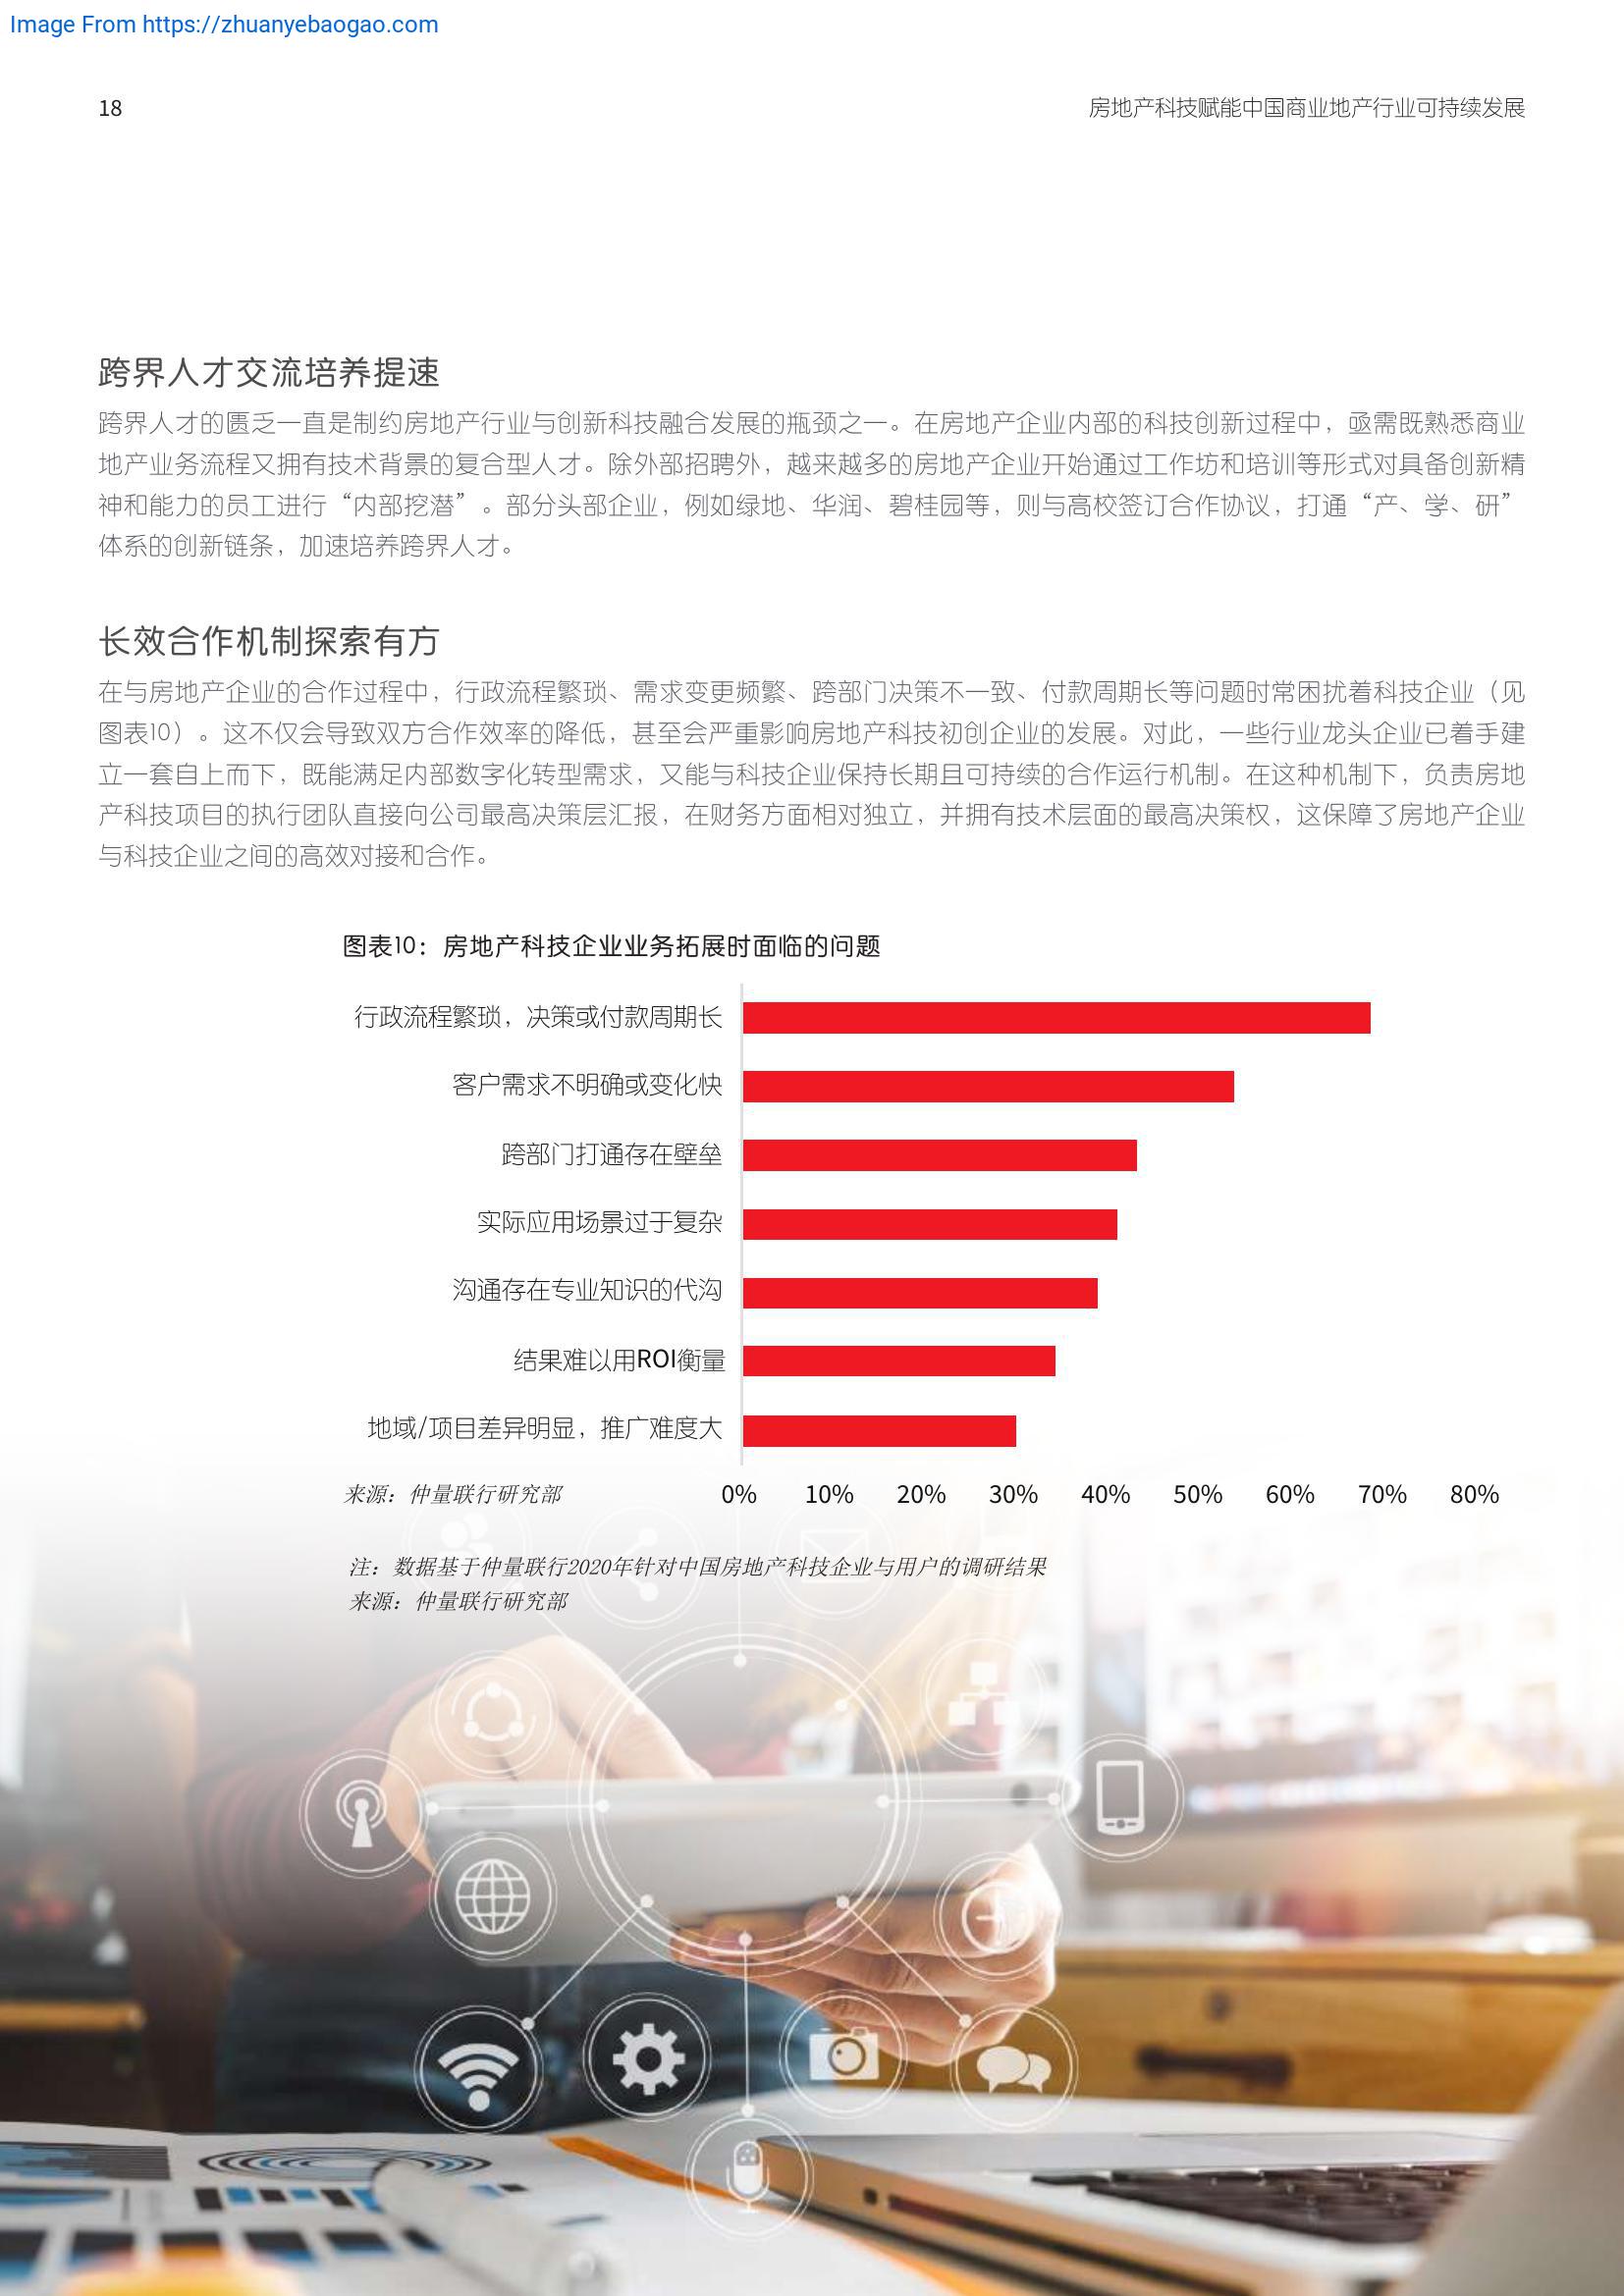 Image From https://zhuanyebaogao.com
18
房地产科技赋能中国商业地产行业可持续发展
跨界人才交流培养提速
跨界人才的匮乏一直是制约房地产行业与创新科技融合发展的瓶颈之一。在房地产企业内部的科技创新过程中，亟需既熟悉商业
地产业务流程又拥有技术背景的复合型人才。除外部招聘外，越来越多的房地产企业开始通过工作坊和培训等形式对具备创新精
神和能力的员工进行“内部挖潜”。部分头部企业，例如绿地、华润、碧桂园等，则与高校签订合作协议，打通“产、学、研”
体系的创新链条，加速培养跨界人才。
长效合作机制探索有方
在与房地产企业的合作过程中，行政流程繁琐、需求变更频繁、跨部门决策不一致、付款周期长等问题时常困扰着科技企业（见
图表10）。这不仅会导致双方合作效率的降低，甚至会严重影响房地产科技初创企业的发展。对此，一些行业龙头企业已着手建
立一套自上而下，既能满足内部数字化转型需求，又能与科技企业保持长期且可持续的合作运行机制。在这种机制下，负责房地
产科技项目的执行团队直接向公司最高决策层汇报，在财务方面相对独立，并拥有技术层面的最高决策权，这保障了房地产企业
与科技企业之间的高效对接和合作。
图表10：房地产科技企业业务拓展时面临的问题
行政流程繁琐，决策或付款周期长
客户需求不明确或变化快
跨部门打通存在壁垒
实际应用场景过于复杂
沟通存在专业知识的代沟
结果难以用ROI衡量
地域/项目差异明显，推广难度大
来源：仲量联行研究部
0% 10% 20% 30% 40% 50% 60% 70% 80%
注：数据基于仲量联行2020年针对中国房地产科技企业与用户的调研结果
来源：仲量联行研究部